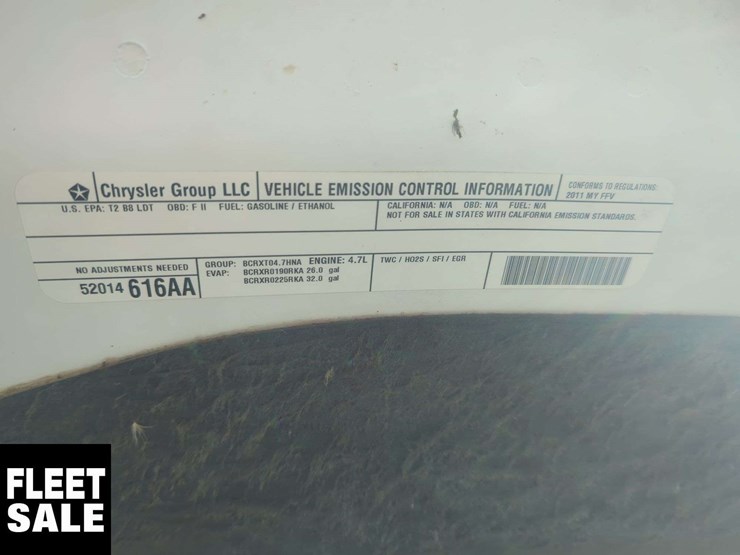 Chrysler Group LLC VEHICLE EMISSION CONTROL INFORMATION CONFORMS TO REGULATIONS:
2011 MY FFV
U.S. EPA: T2 B8 LDT OBD: F II FUEL: GASOLINE / ETHANOL
CALIFORNIA: N/A OBD: N/A FUEL: N/A
NOT FOR SALE IN STATES WITH CALIFORNIA EMISSION STANDARDS.
NO ADJUSTMENTS NEEDED
52014 616AA
GROUP: BCRXT04.7HNA ENGINE: 4.7L
EVAP: BCRXR0190RKA 26.0 gal
BCRXR0225RKA 32.0 gal
TWC / HO2S / SFI / EGR
FLEET
SALE